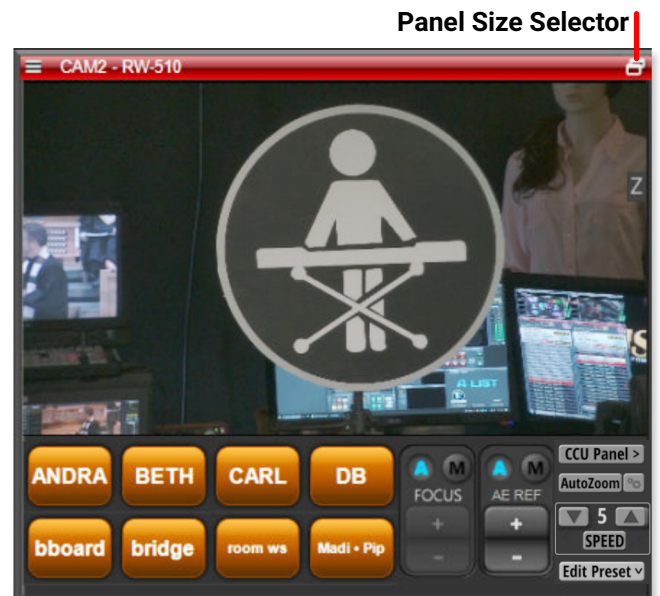 Panel Size Selector
CAM2 - RW-510
Z
A LIST
ANDRA BETH CARL DB
A M A M
FOCUS AE REF
CCU Panel >
AutoZoom
5
SPEED
bboard bridge room ws Madi • Pip
+ +
- -
Edit Preset